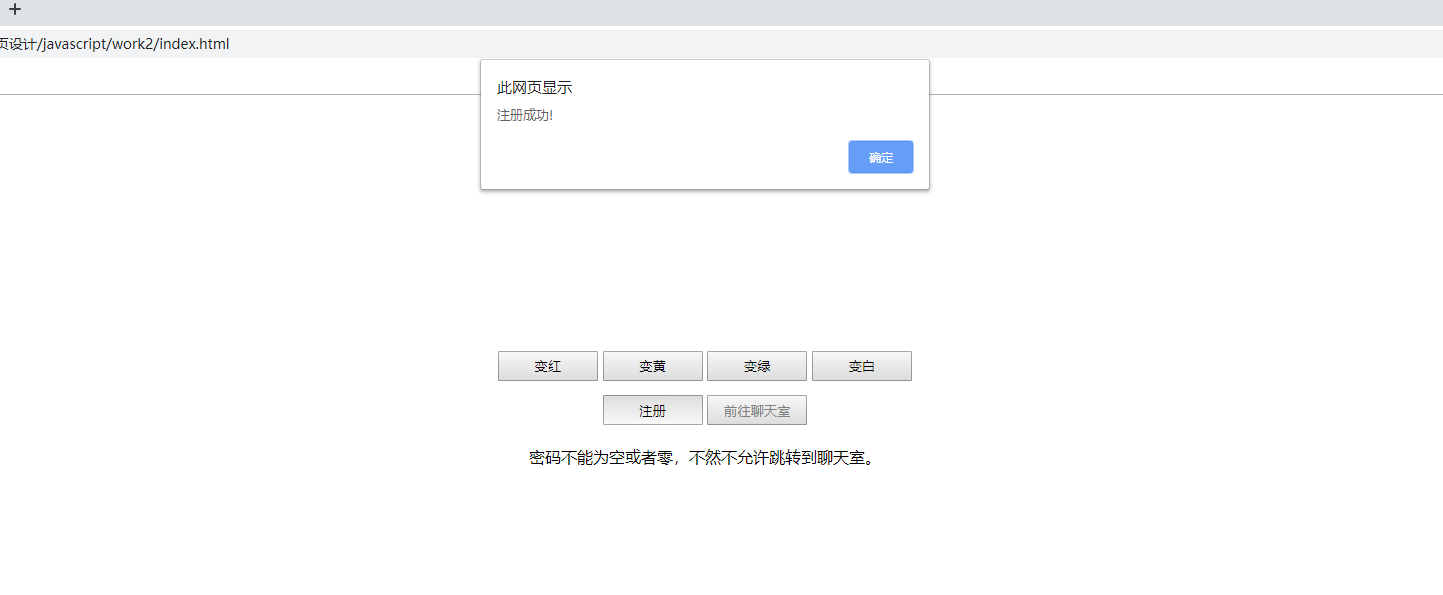 页设计/javascript/work2/index.html
此网页显示
注册成功!
确定
变红 变黄 变绿 变白
注册 前往聊天室
密码不能为空或者零，不然不允许跳转到聊天室。